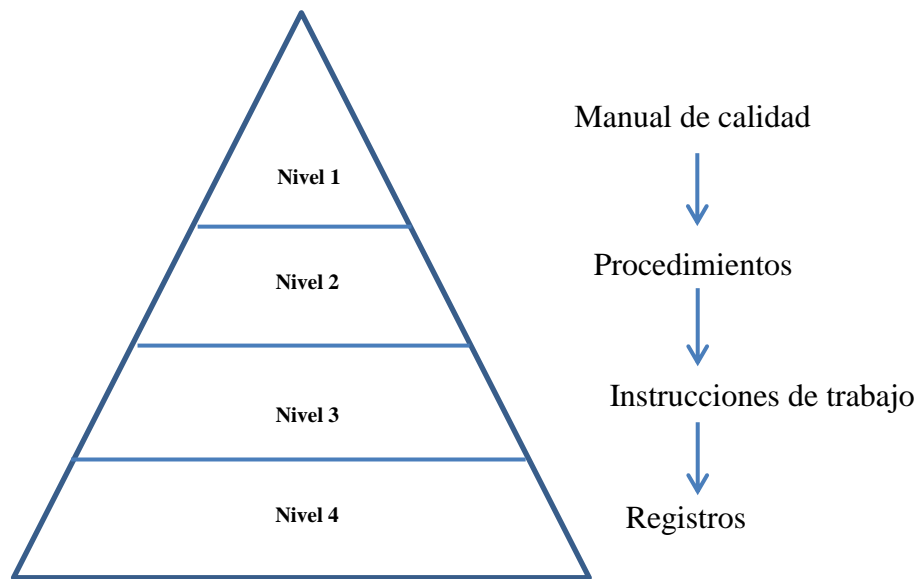 Manual de calidad
Nivel 1
Procedimientos
Nivel 2
Instrucciones de trabajo
Nivel 3
Registros
Nivel 4